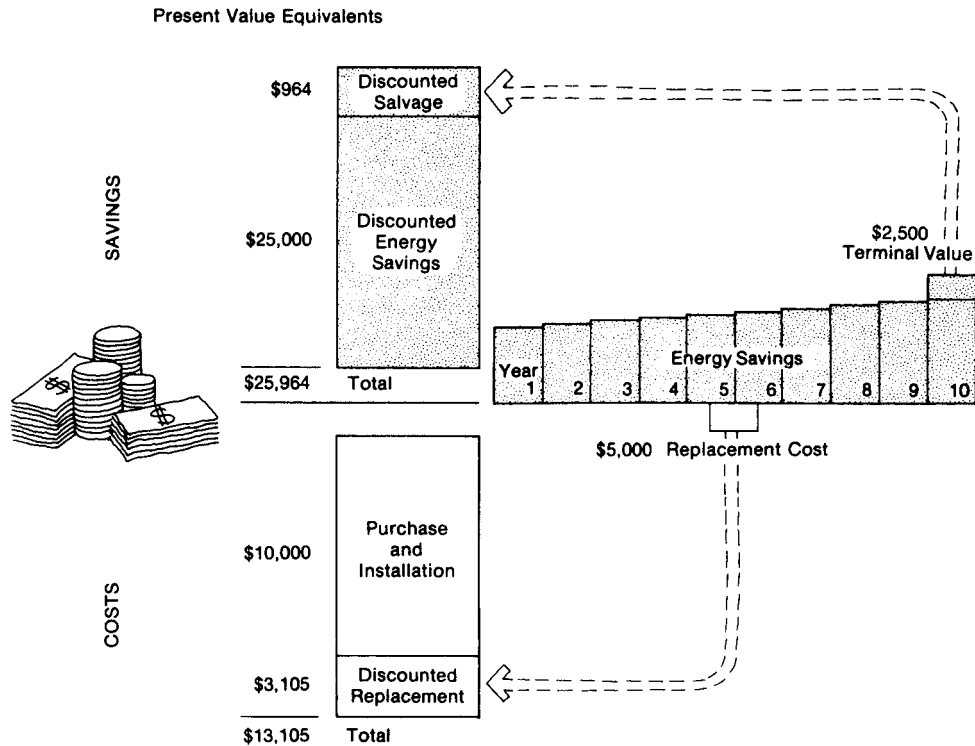 Present Value Equivalents
SAVINGS
$964
Discounted
Salvage
$25,000
Discounted
Energy
Savings
$25,964 Total
$2,500
Terminal Value
Energy Savings
Year
1 2 3 4 5 6 7 8 9 10
$5,000 Replacement Cost
$ $
COSTS
$10,000
Purchase
and
Installation
$3,105
Discounted
Replacement
$13,105 Total